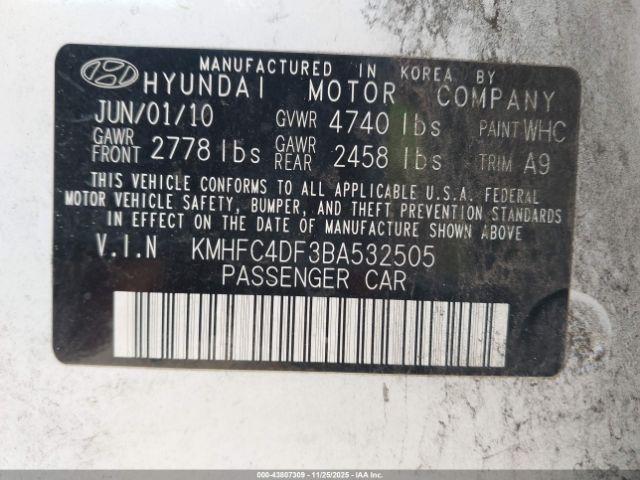 MANUFACTURED IN KOREA BY
HYUNDAI MOTOR COMPANY
JUN/01/10 GVWR 4740 lbs PAINT WHC
GAWR FRONT 2778 lbs GAWR REAR 2458 lbs TRIM A9
THIS VEHICLE CONFORMS TO ALL APPLICABLE U.S.A. FEDERAL
MOTOR VEHICLE SAFETY, BUMPER, AND THEFT PREVENTION STANDARDS
IN EFFECT ON THE DATE OF MANUFACTURE SHOWN ABOVE.
V.I.N KMHFC4DF3BA532505
PASSENGER CAR
000-43807309 - 11/25/2025 - IAAI.CA